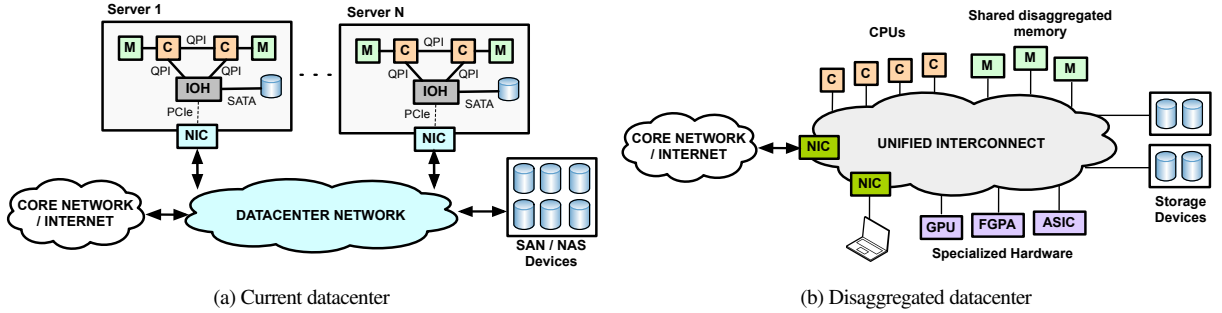 Server 1
M
C
QPI
C
M
QPI
QPI
IOH
SATA
PCIe
NIC
- - -
Server N
M
C
QPI
C
M
QPI
QPI
IOH
SATA
PCIe
NIC
CORE NETWORK
/ INTERNET
DATACENTER NETWORK
SAN / NAS
Devices
(a) Current datacenter
CPUs
Shared disaggregated
memory
C
C
C
C
M
M
M
CORE NETWORK
/ INTERNET
NIC
UNIFIED INTERCONNECT
NIC
GPU
FGPA
ASIC
Specialized Hardware
Storage
Devices
(b) Disaggregated datacenter